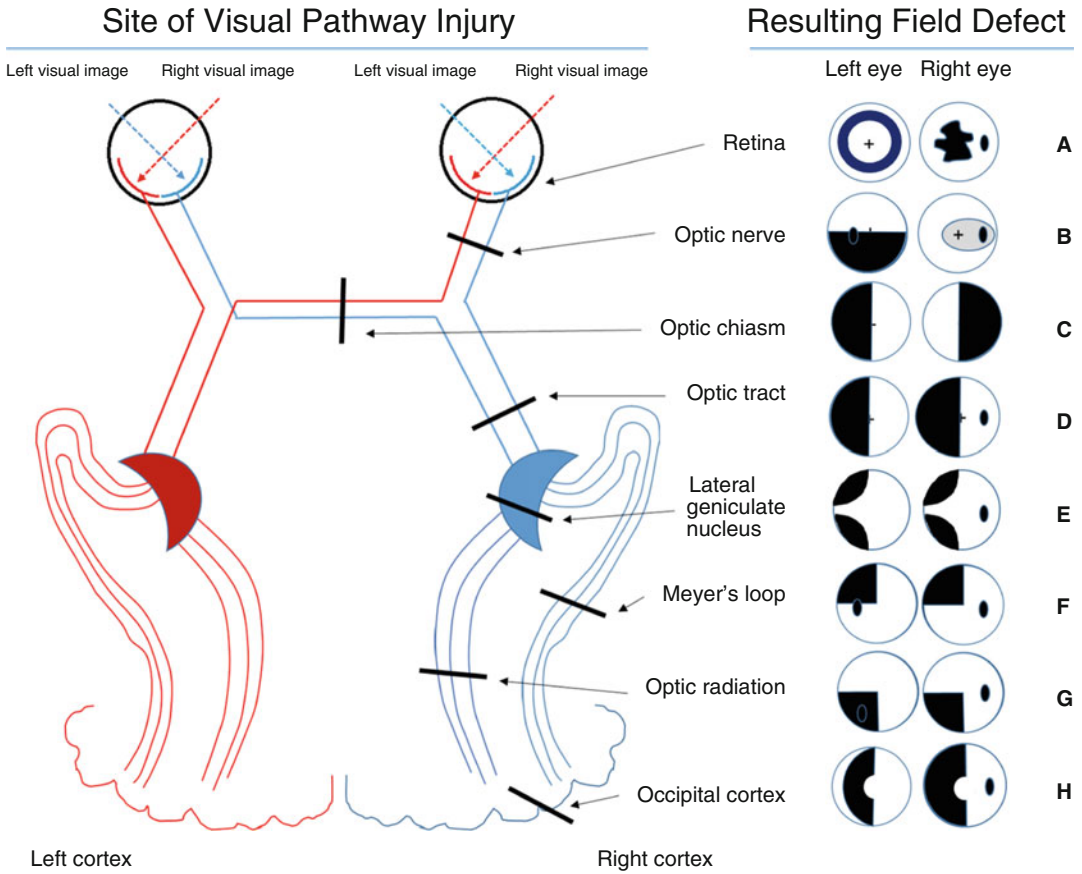 Site of Visual Pathway Injury
Resulting Field Defect
Left visual image
Right visual image
Left visual image
Right visual image
Left eye
Right eye
Retina
A
Optic nerve
B
Optic chiasm
C
Optic tract
D
Lateral
geniculate
nucleus
E
Meyer's loop
F
Optic radiation
G
Occipital cortex
H
Left cortex
Right cortex